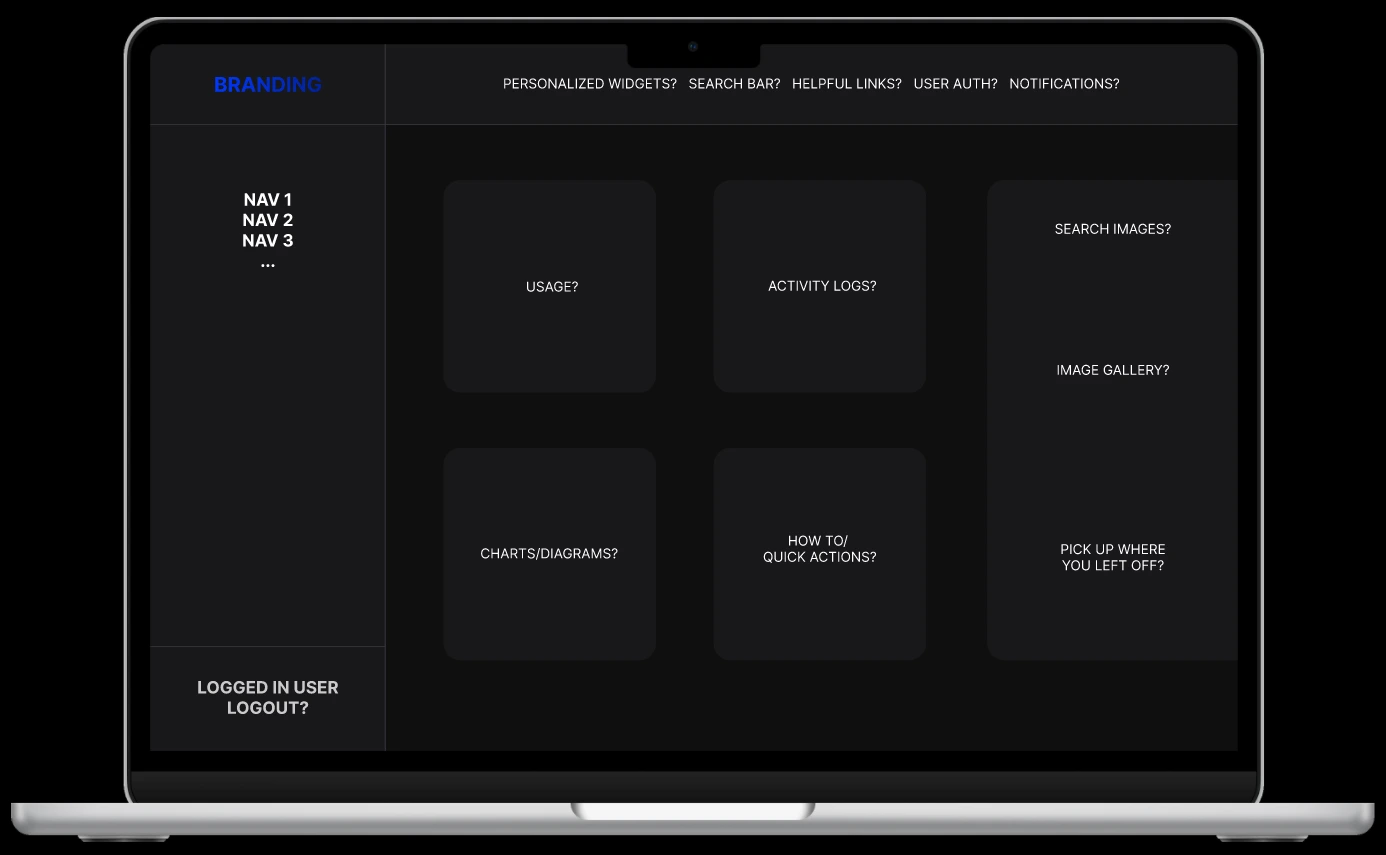 BRANDING
PERSONALIZED WIDGETS? SEARCH BAR? HELPFUL LINKS? USER AUTH? NOTIFICATIONS?
NAV 1
NAV 2
NAV 3
...
USAGE?
ACTIVITY LOGS?
SEARCH IMAGES?
IMAGE GALLERY?
CHARTS/DIAGRAMS?
HOW TO/
QUICK ACTIONS?
PICK UP WHERE
YOU LEFT OFF?
LOGGED IN USER
LOGOUT?